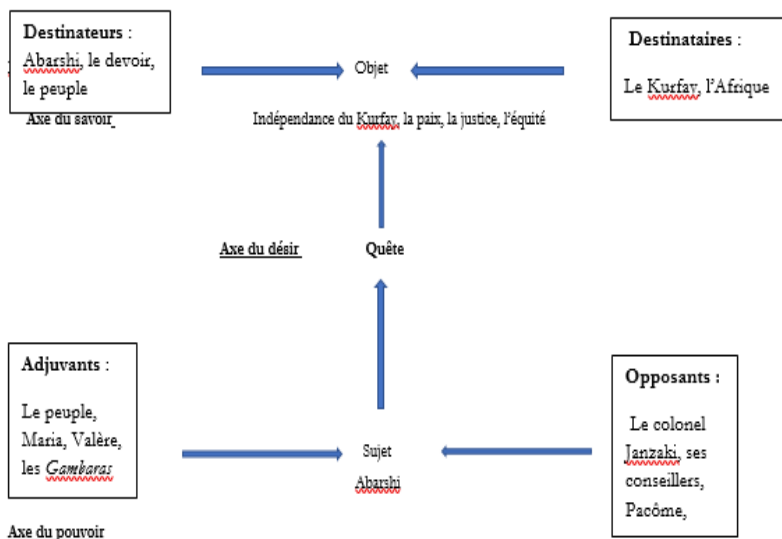 Destinateurs :
Abarshi, le devoir,
le peuple
Axe du savoir
Objet
Indépendance du Kurfay, la paix, la justice, l'équité
Destinataires :
Le Kurfay, l'Afrique
Axe du désir
Quête
Adjuvants :
Le peuple,
Maria, Valère,
les Gambaras
Axe du pouvoir
Sujet
Abarshi
Opposants :
Le colonel
Janzaki, ses
conseillers,
Pacôme,